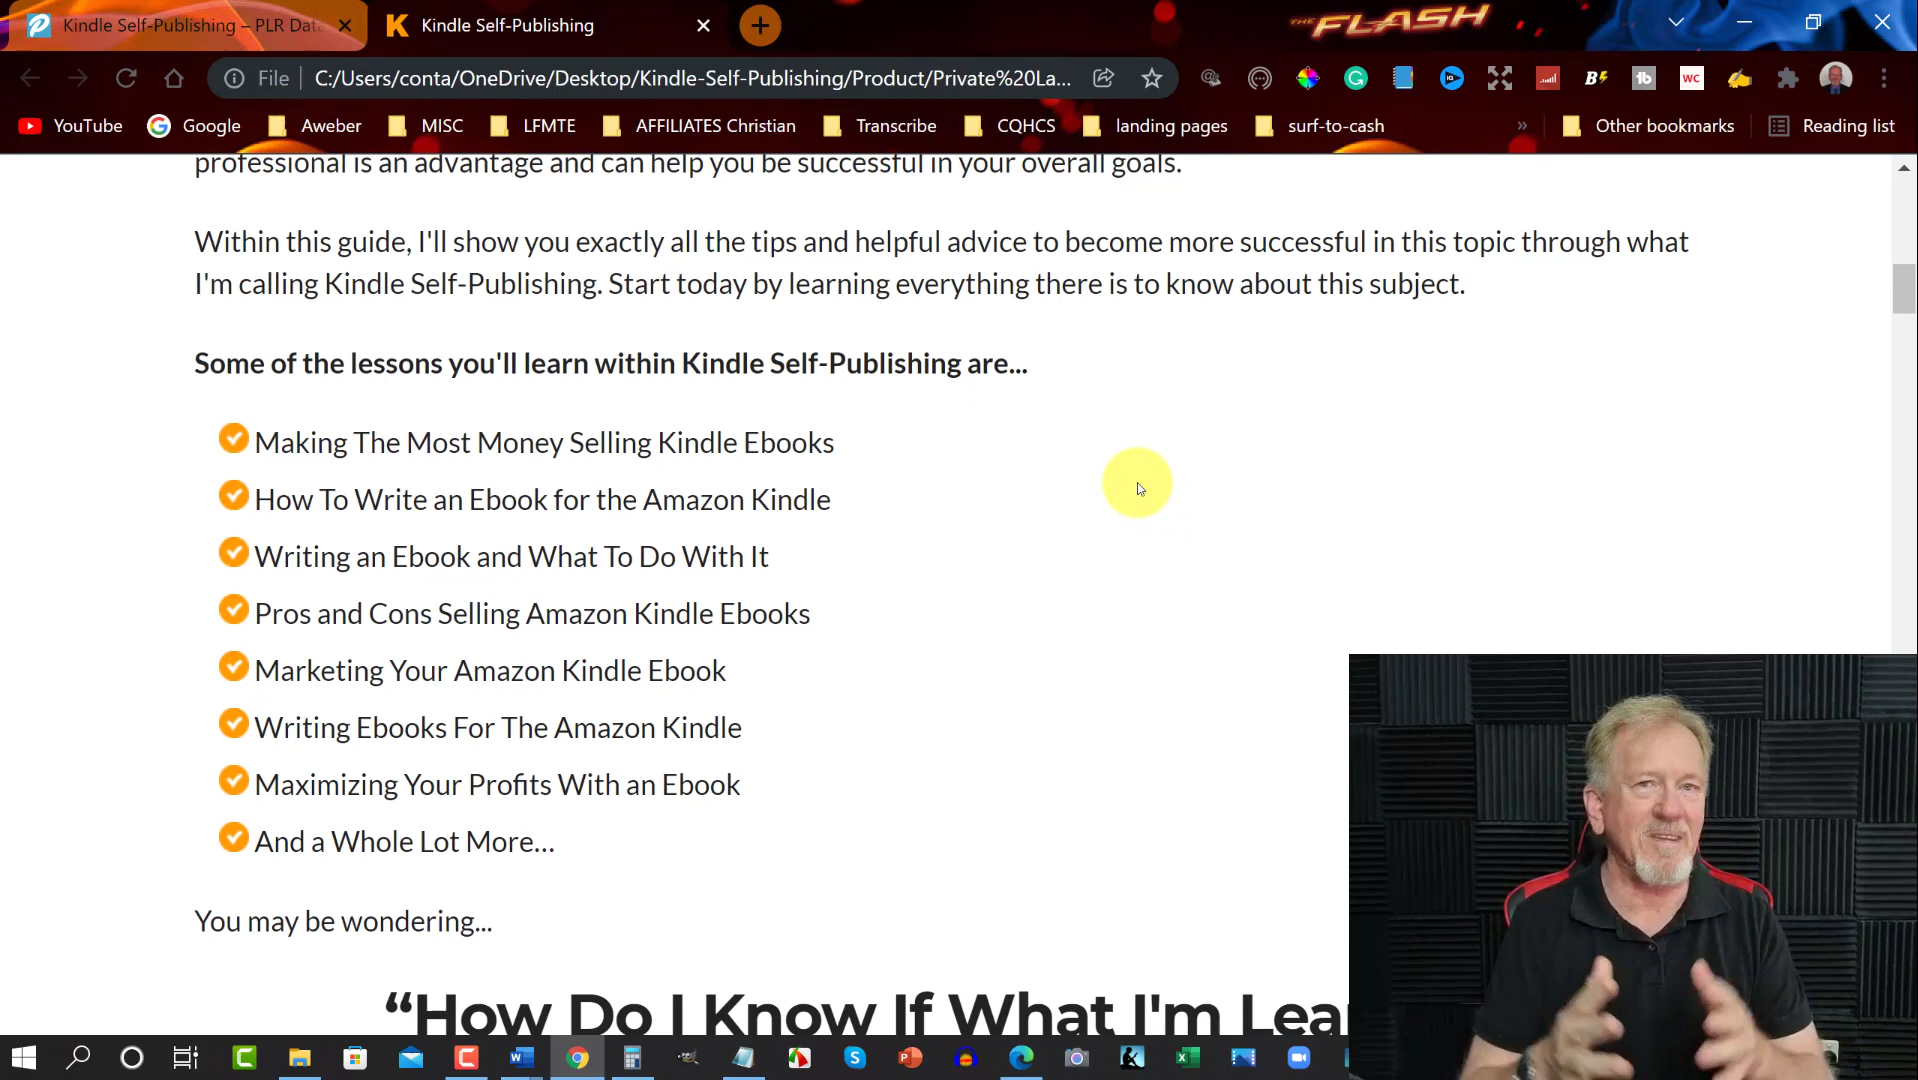 Kindle Self-Publishing – PLR Data
Kindle Self-Publishing
THE FLASH
File
C:/Users/conta/OneDrive/Desktop/Kindle-Self-Publishing/Product/Private%20La...
YouTube
Google
Aweber
MISC
LFMTE
AFFILIATES Christian
Transcribe
CQHCS
landing pages
surf-to-cash
»
Other bookmarks
Reading list
professional is an advantage and can help you be successful in your overall goals.
Within this guide, I'll show you exactly all the tips and helpful advice to become more successful in this topic through what
I'm calling Kindle Self-Publishing. Start today by learning everything there is to know about this subject.
Some of the lessons you'll learn within Kindle Self-Publishing are...
Making The Most Money Selling Kindle Ebooks
How To Write an Ebook for the Amazon Kindle
Writing an Ebook and What To Do With It
Pros and Cons Selling Amazon Kindle Ebooks
Marketing Your Amazon Kindle Ebook
Writing Ebooks For The Amazon Kindle
Maximizing Your Profits With an Ebook
And a Whole Lot More...
You may be wondering...
“How Do I Know If What I'm Lear